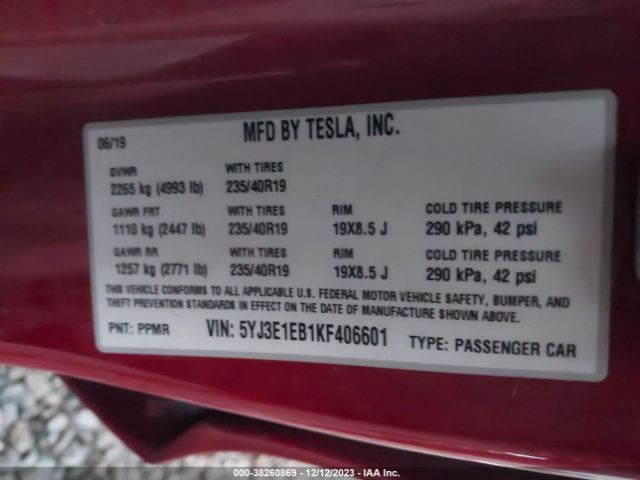 06/19 MFD BY TESLA, INC.
GVWR WITH TIRES
2265 kg (4993 lb) 235/40R19
GAWR FRT WITH TIRES RIM COLD TIRE PRESSURE
1110 kg (2447 lb) 235/40R19 19X8.5 J 290 kPa, 42 psi
GAWR RR WITH TIRES RIM COLD TIRE PRESSURE
1257 kg (2771 lb) 235/40R19 19X8.5 J 290 kPa, 42 psi
THIS VEHICLE CONFORMS TO ALL APPLICABLE U.S. FEDERAL MOTOR VEHICLE SAFETY, BUMPER, AND
THEFT PREVENTION STANDARDS IN EFFECT ON THE DATE OF MANUFACTURE SHOWN ABOVE.
PNT: PPMR VIN: 5YJ3E1EB1KF406601 TYPE: PASSENGER CAR
000-38260869 - 12/12/2023 - IAA Inc.